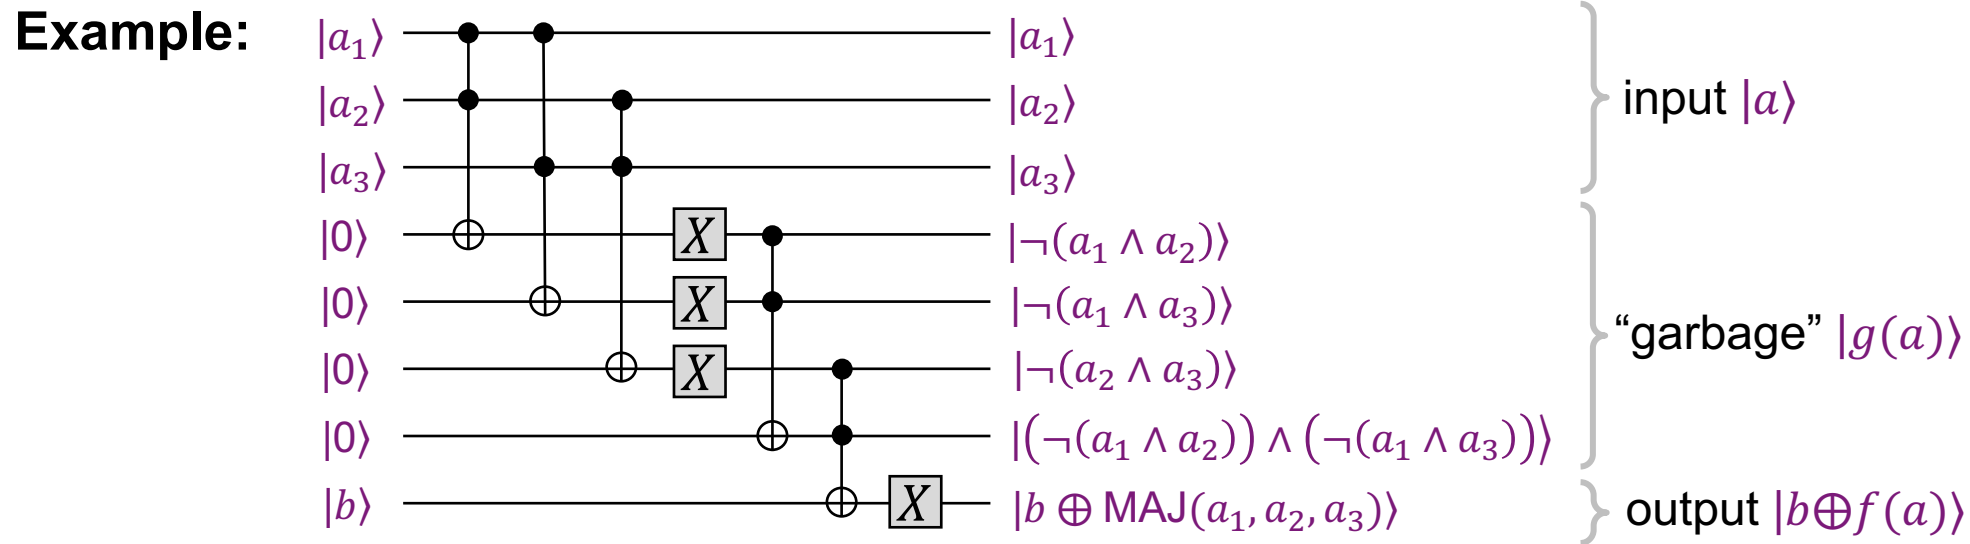 Example: |a₁⟩ |a₁⟩
|a₂⟩ |a₂⟩ input |a⟩
|a₃⟩ |a₃⟩
|0⟩ X |¬(a₁ ∧ a₂)⟩
|0⟩ X |¬(a₁ ∧ a₃)⟩
“garbage” |g(a)⟩
|0⟩ X |¬(a₂ ∧ a₃)⟩
|0⟩ |(¬(a₁ ∧ a₂)) ∧ (¬(a₁ ∧ a₃))⟩
|b⟩ X |b ⊕ MAJ(a₁, a₂, a₃)⟩ output |b⊕f(a)⟩